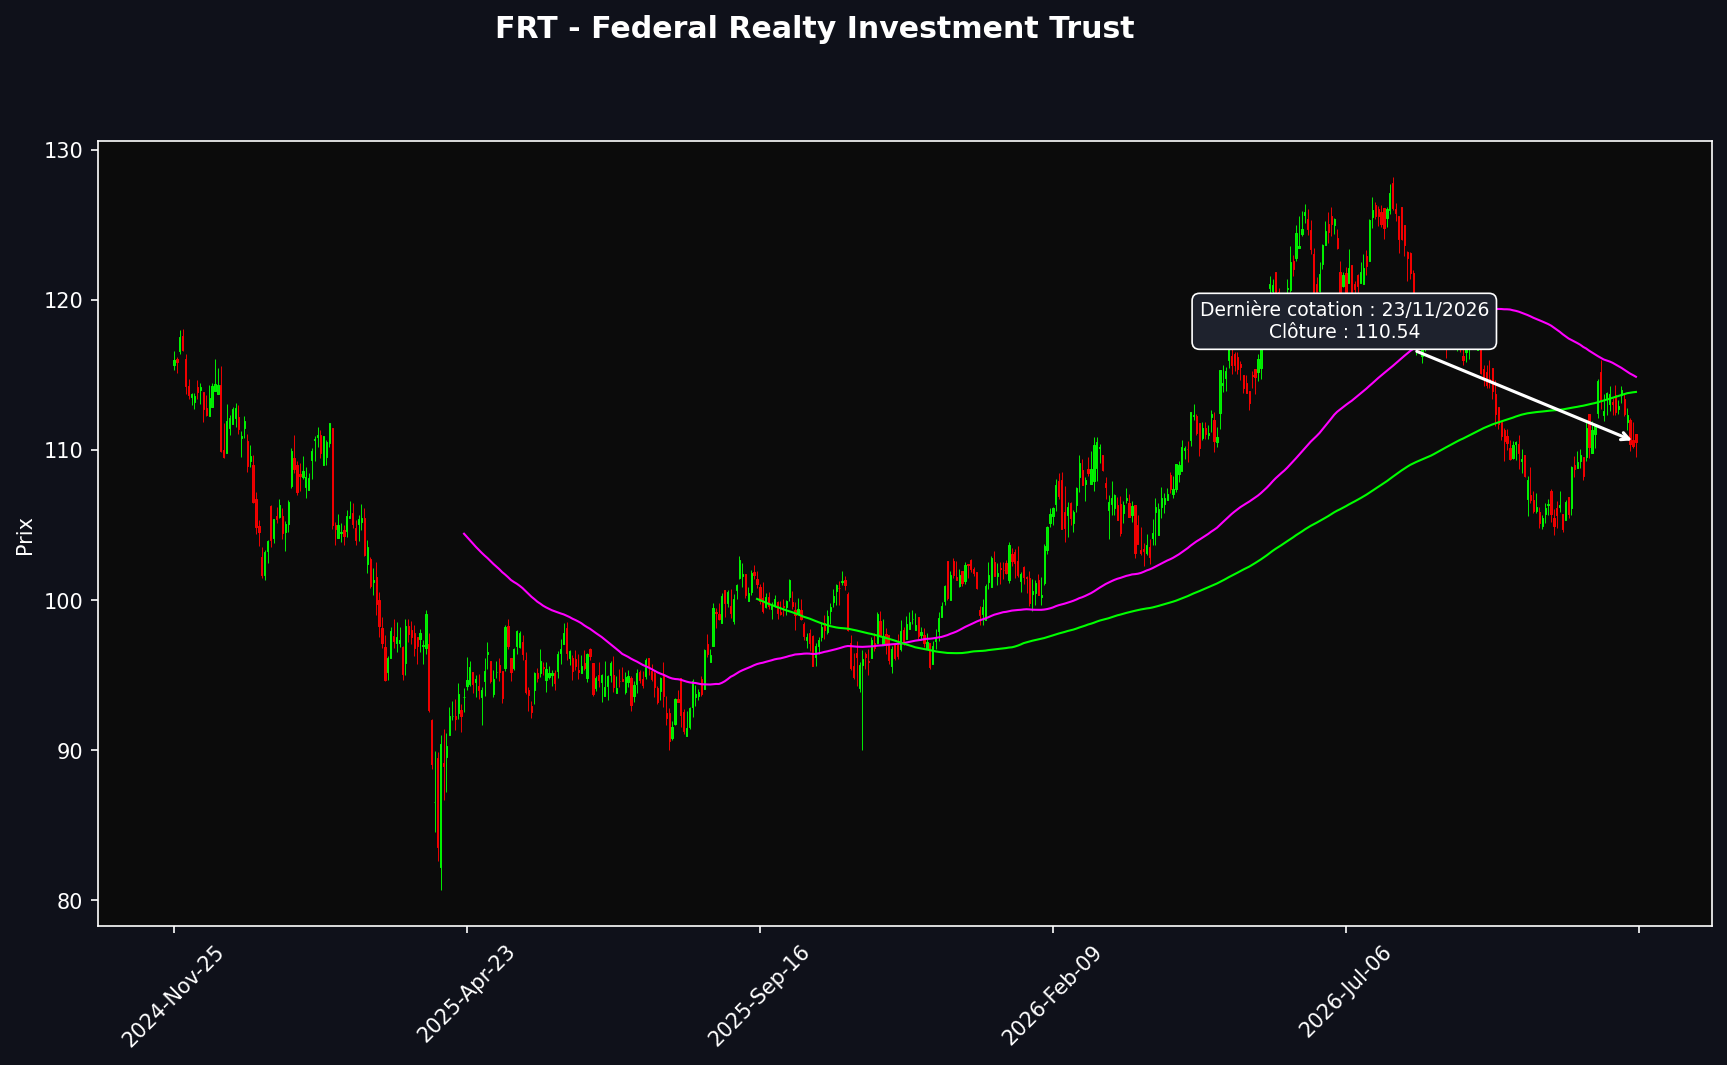 FRT - Federal Realty Investment Trust
130
120
110
100
90
80
Prix
Dernière cotation : 23/11/2026
Clôture : 110.54
2024-Nov-25
2025-Apr-23
2025-Sep-16
2026-Feb-09
2026-Jul-06